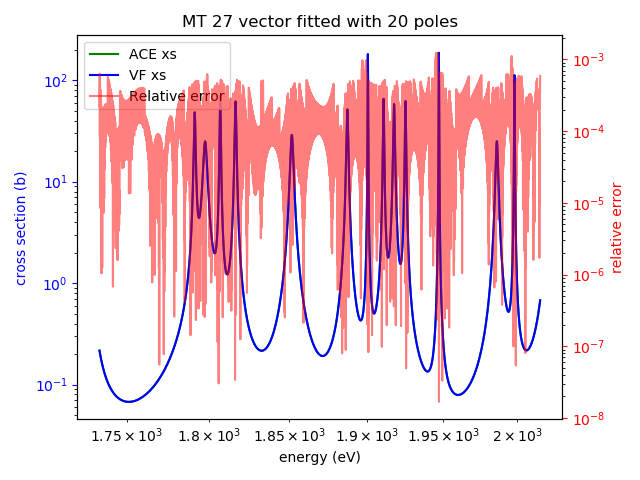 MT 27 vector fitted with 20 poles
ACE xs
VF xs
Relative error
cross section (b)
10²
10¹
10⁰
10⁻¹
10⁻³
10⁻⁴
10⁻⁵
10⁻⁶
10⁻⁷
10⁻⁸
relative error
1.75×10³ 1.8×10³ 1.85×10³ 1.9×10³ 1.95×10³ 2×10³
energy (eV)